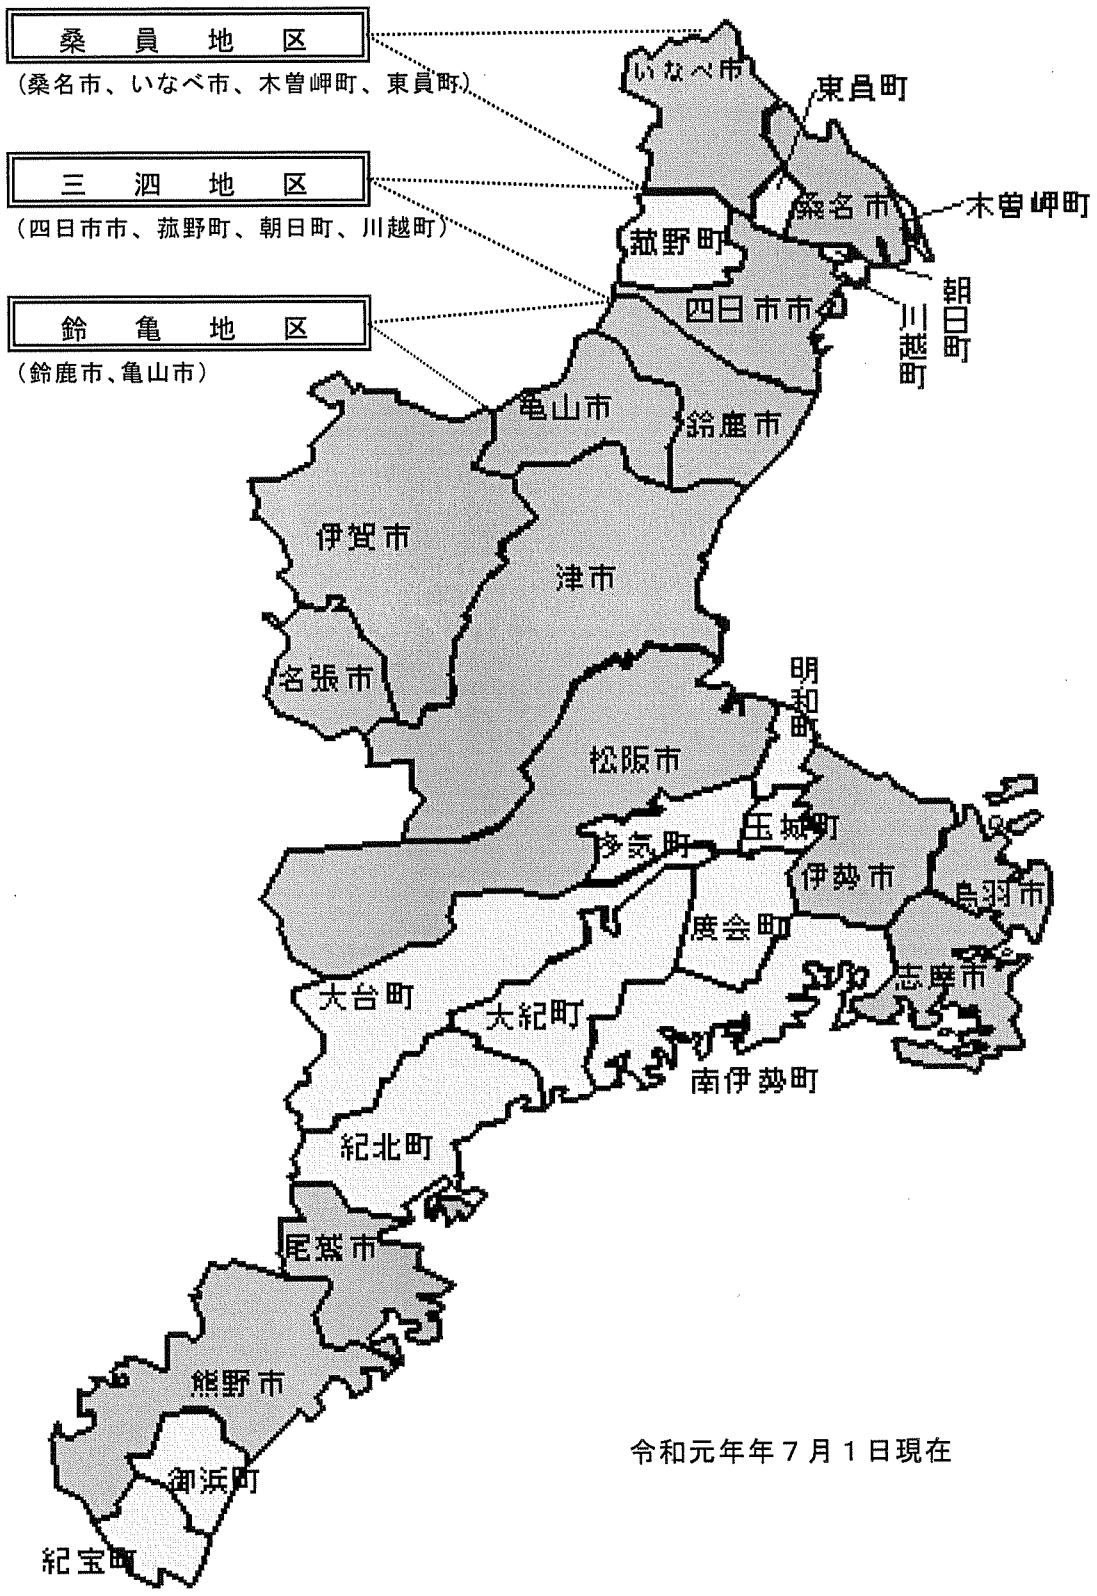 桑員地区
(桑名市、いなべ市、木曽岬町、東員町)
三泗地区
(四日市市、菰野町、朝日町、川越町)
鈴亀地区
(鈴鹿市、亀山市)
いなべ市
東員町
桑名市
木曽岬町
菰野町
朝日町
川越町
四日市市
亀山市
鈴鹿市
伊賀市
津市
名張市
明和町
松阪市
玉城町
多気町
伊勢市
鳥羽市
度会町
志摩市
大台町
大紀町
南伊勢町
紀北町
尾鷲市
熊野市
令和元年年7月1日現在
御浜町
紀宝町